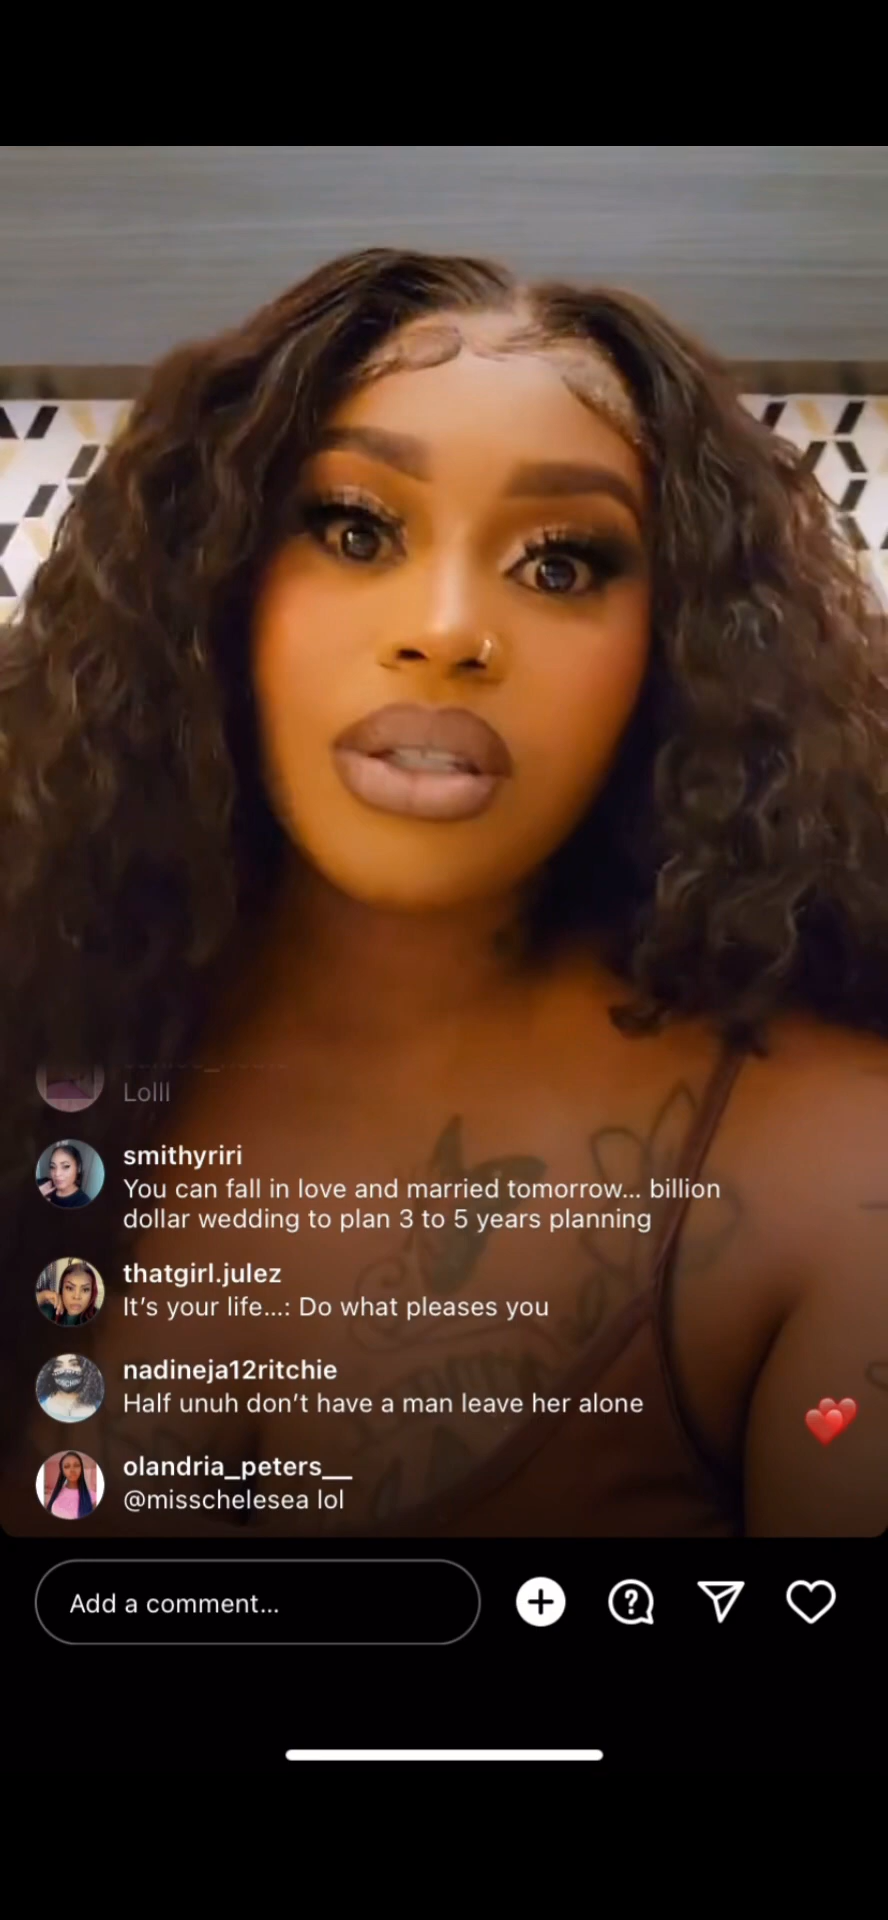 Lolll
smithyriri
You can fall in love and married tomorrow... billion
dollar wedding to plan 3 to 5 years planning
thatgirl.julez
It's your life...: Do what pleases you
nadineja12ritchie
Half unuh don't have a man leave her alone
olandria_peters__
@misschelesea lol
Add a comment...